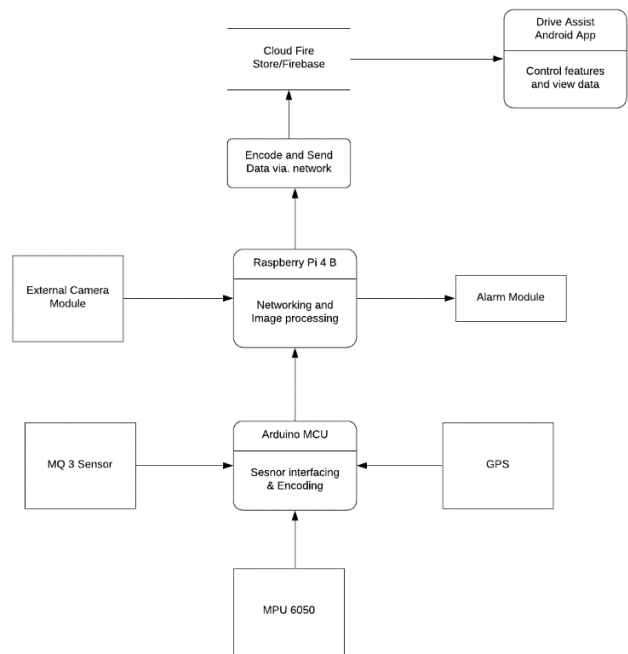 Drive Assist
Android App
Control features
and view data
Cloud Fire
Store/Firebase
Encode and Send
Data via. network
Raspberry Pi 4 B
Networking and
Image processing
External Camera
Module
Alarm Module
Arduino MCU
Sesnor interfacing
& Encoding
MQ 3 Sensor
GPS
MPU 6050